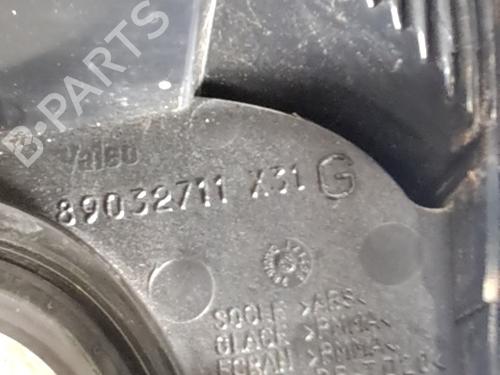 B-PARTS
Valeo
89032711 X31 G
SOCLE >ABS<
GLACE >PMMA<
ECRAN >PMMA<